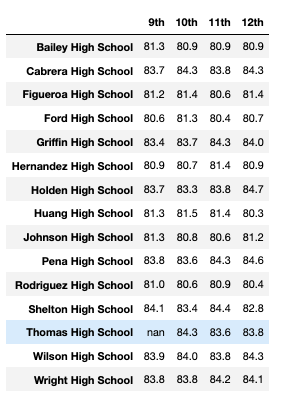 9th 10th 11th 12th
Bailey High School 81.3 80.9 80.9 80.9
Cabrera High School 83.7 84.3 83.8 84.3
Figueroa High School 81.2 81.4 80.6 81.4
Ford High School 80.6 81.3 80.4 80.7
Griffin High School 83.4 83.7 84.3 84.0
Hernandez High School 80.9 80.7 81.4 80.9
Holden High School 83.7 83.3 83.8 84.7
Huang High School 81.3 81.5 81.4 80.3
Johnson High School 81.3 80.8 80.6 81.2
Pena High School 83.8 83.6 84.3 84.6
Rodriguez High School 81.0 80.6 80.9 80.4
Shelton High School 84.1 83.4 84.4 82.8
Thomas High School nan 84.3 83.6 83.8
Wilson High School 83.9 84.0 83.8 84.3
Wright High School 83.8 83.8 84.2 84.1